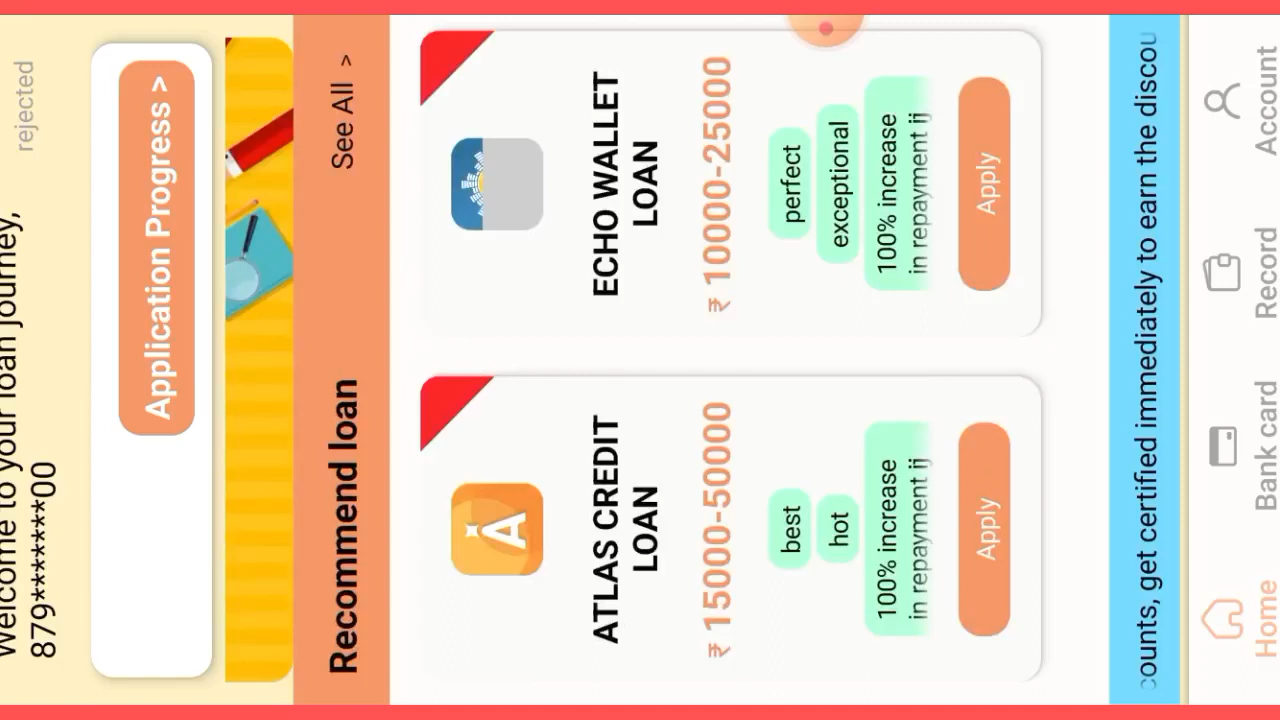 Welcome to your loan journey,
879********00
rejected
Application Progress >
Recommend loan
See All >
ATLAS CREDIT
LOAN
₹ 15000-50000
best
hot
100% increase
in repayment
Apply
ECHO WALLET
LOAN
₹ 10000-25000
perfect
exceptional
100% increase
in repayment
Apply
counts, get certified immediately to earn the discou
Home
Bank card
Record
Account